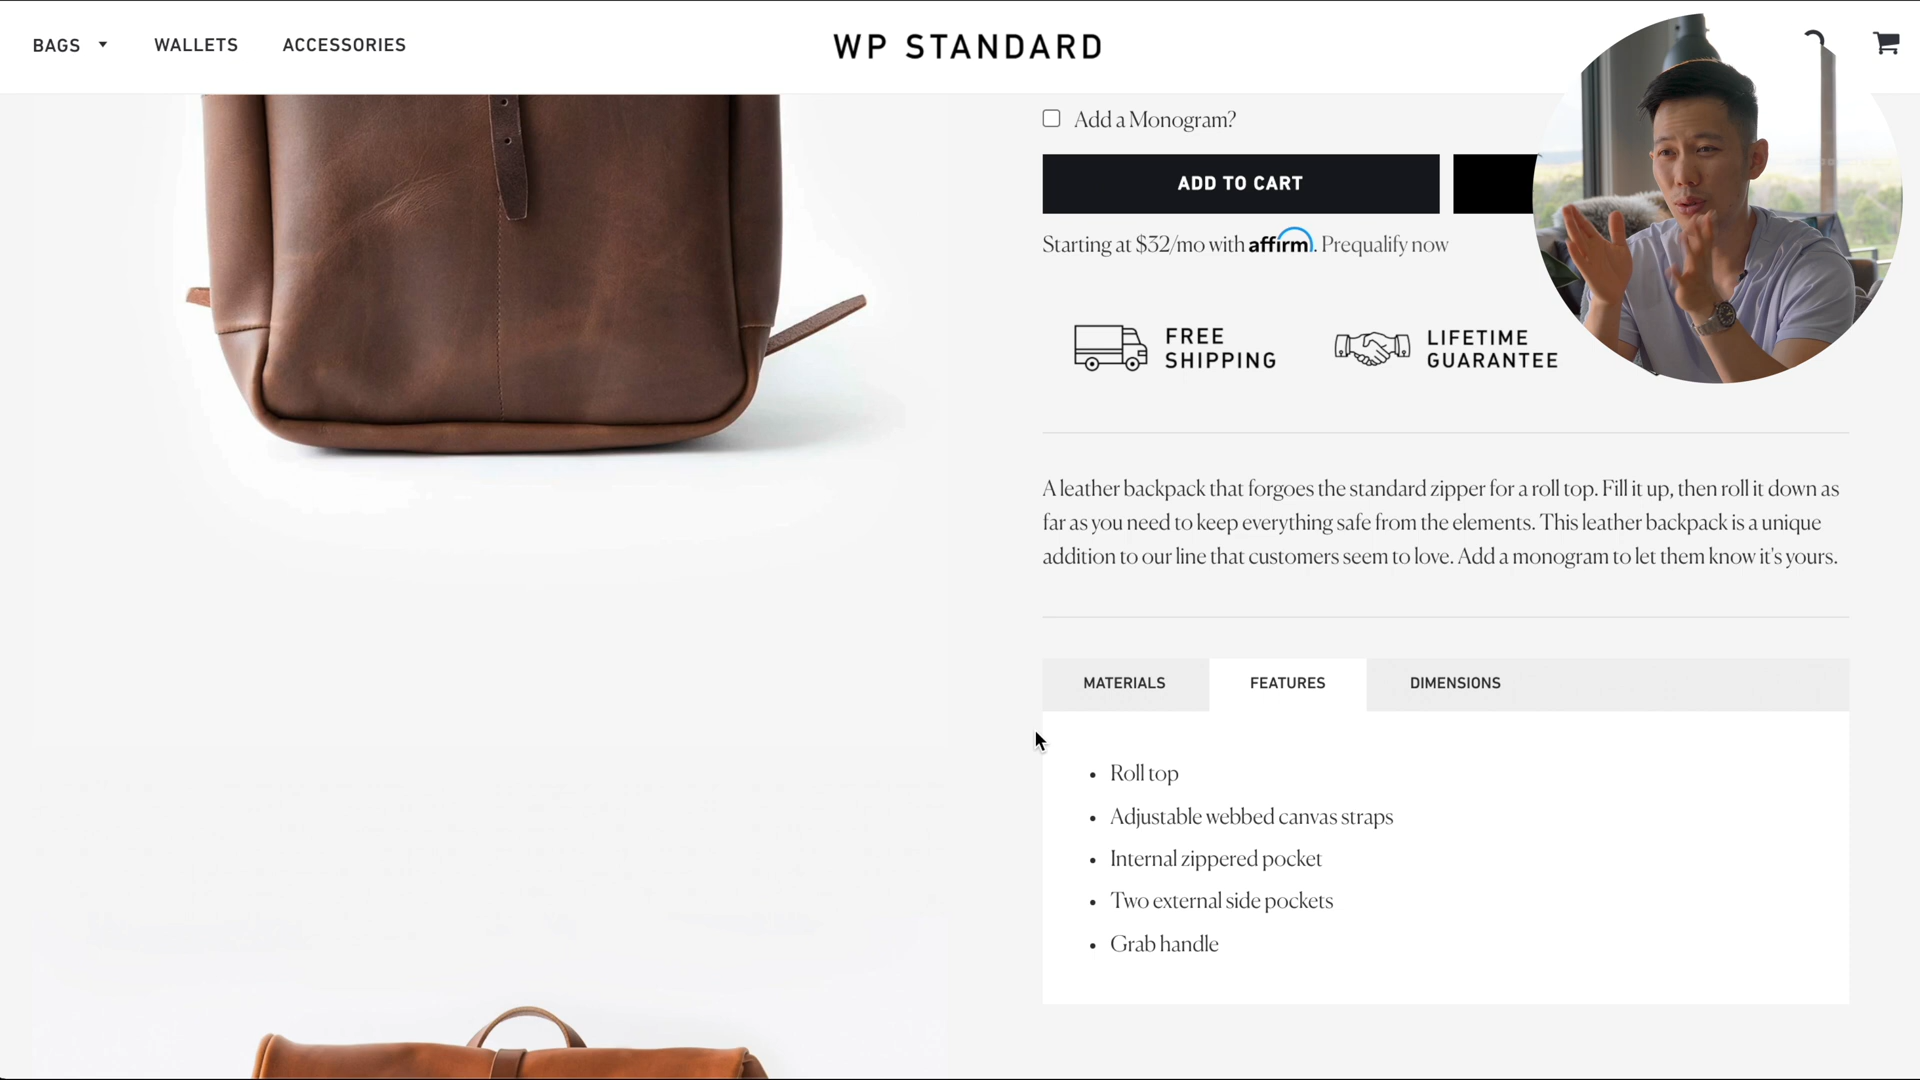 BAGS WALLETS ACCESSORIES WP STANDARD
Add a Monogram?
ADD TO CART
Starting at $32/mo with affirm. Prequalify now
FREE
SHIPPING
LIFETIME
GUARANTEE
A leather backpack that forgoes the standard zipper for a roll top. Fill it up, then roll it down as
far as you need to keep everything safe from the elements. This leather backpack is a unique
addition to our line that customers seem to love. Add a monogram to let them know it's yours.
MATERIALS FEATURES DIMENSIONS
• Roll top
• Adjustable webbed canvas straps
• Internal zippered pocket
• Two external side pockets
• Grab handle